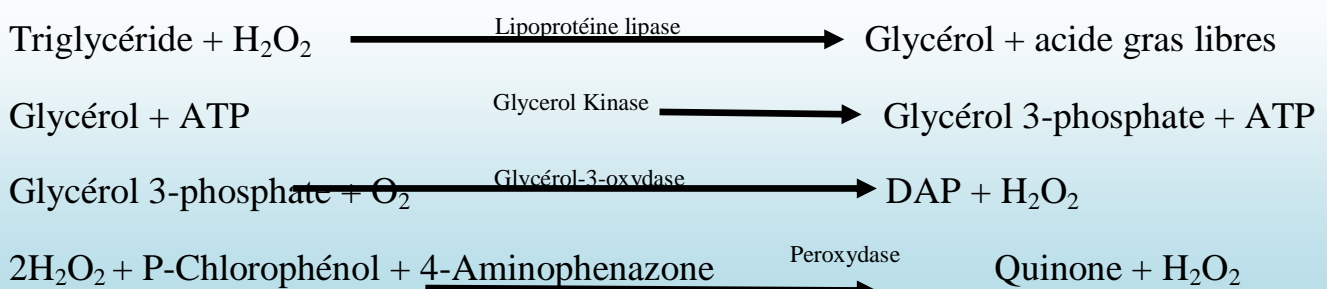 Triglycéride + H₂O₂ Lipoprotéine lipase Glycérol + acide gras libres
Glycérol + ATP Glycerol Kinase Glycérol 3-phosphate + ATP
Glycérol 3-phosphate + O₂ Glycérol-3-oxydase DAP + H₂O₂
2H₂O₂ + P-Chlorophénol + 4-Aminophenazone Peroxydase Quinone + H₂O₂